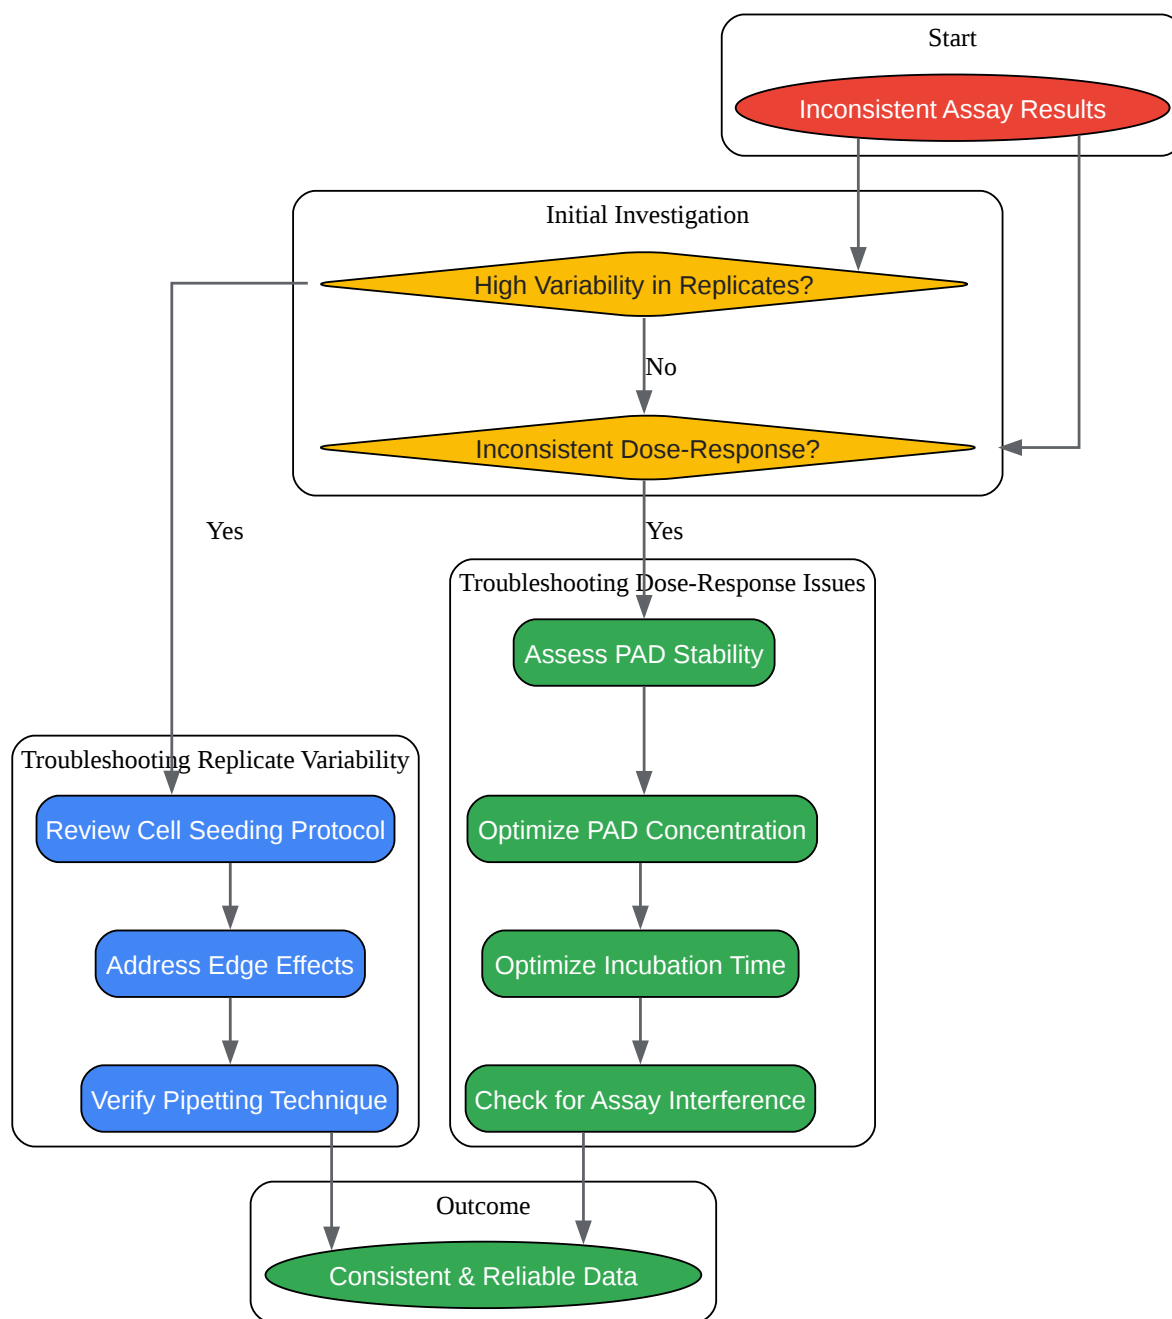 Start
Inconsistent Assay Results
Initial Investigation
High Variability in Replicates?
No
Inconsistent Dose-Response?
Yes
Yes
Troubleshooting Dose-Response Issues
Assess PAD Stability
Troubleshooting Replicate Variability
Review Cell Seeding Protocol
Optimize PAD Concentration
Address Edge Effects
Optimize Incubation Time
Verify Pipetting Technique
Check for Assay Interference
Outcome
Consistent & Reliable Data